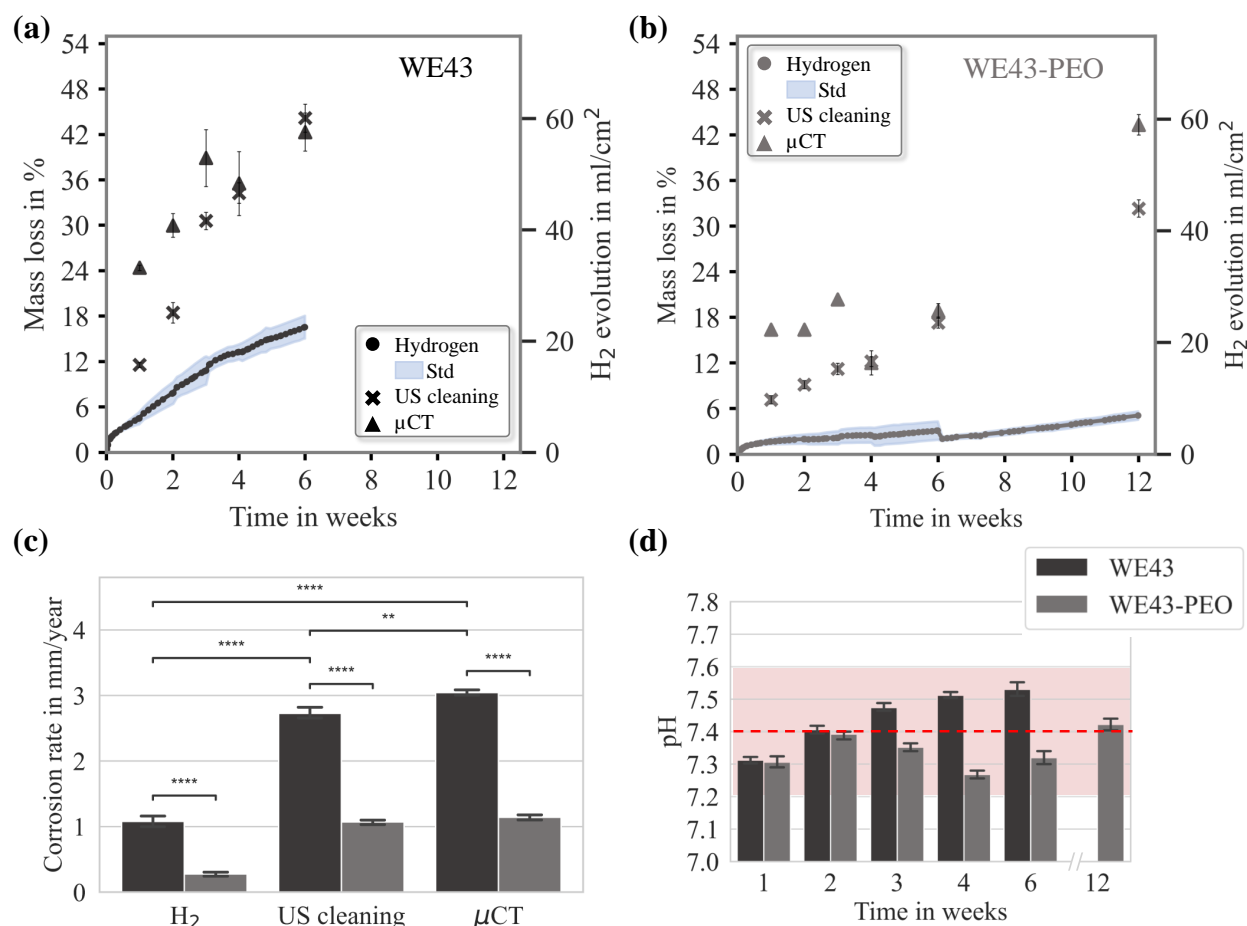 (a)
54
48
42
36
30
24
18
12
6
0
Mass loss in %
WE43
60
40
20
0
H2 evolution in ml/cm2
Hydrogen
Std
US cleaning
µCT
0 2 4 6 8 10 12
Time in weeks
(b)
54
48
42
36
30
24
18
12
6
0
Mass loss in %
Hydrogen
Std
US cleaning
µCT
WE43-PEO
60
40
20
0
H2 evolution in ml/cm2
0 2 4 6 8 10 12
Time in weeks
(c)
4
3
2
1
0
Corrosion rate in mm/year
****
**
****
****
****
****
H2 US cleaning µCT
(d)
WE43
WE43-PEO
7.8
7.7
7.6
7.5
7.4
7.3
7.2
7.1
7.0
pH
1 2 3 4 6 // 12
Time in weeks